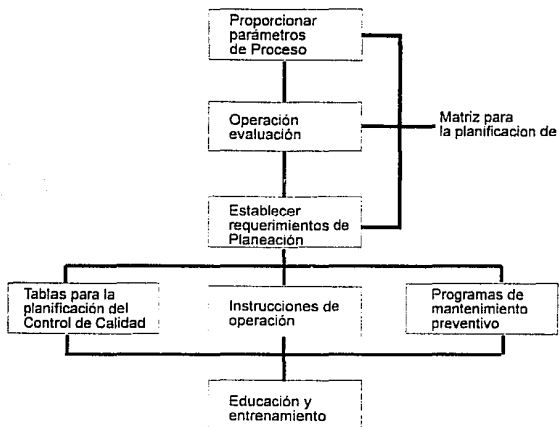 Proporcionar
parámetros
de Proceso
Operación
evaluación
Matriz para
la planificacion de
Establecer
requerimientos de
Planeación
Tablas para la
planificación del
Control de Calidad
Instrucciones de
operación
Programas de
mantenimiento
preventivo
Educación y
entrenamiento